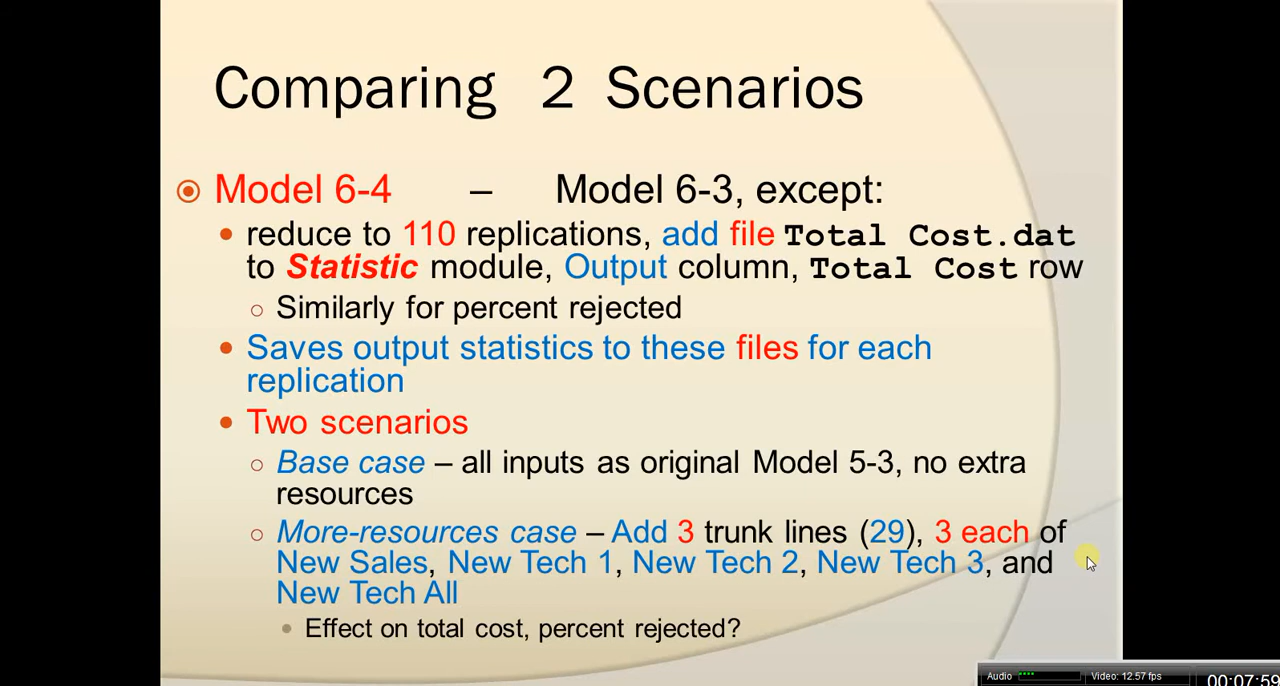 Comparing 2 Scenarios
Model 6-4 – Model 6-3, except:
reduce to 110 replications, add file Total Cost.dat
to Statistic module, Output column, Total Cost row
Similarly for percent rejected
Saves output statistics to these files for each
replication
Two scenarios
Base case – all inputs as original Model 5-3, no extra
resources
More-resources case – Add 3 trunk lines (29), 3 each of
New Sales, New Tech 1, New Tech 2, New Tech 3, and
New Tech All
Effect on total cost, percent rejected?
Audio Video: 12.57 fps 00:07:59